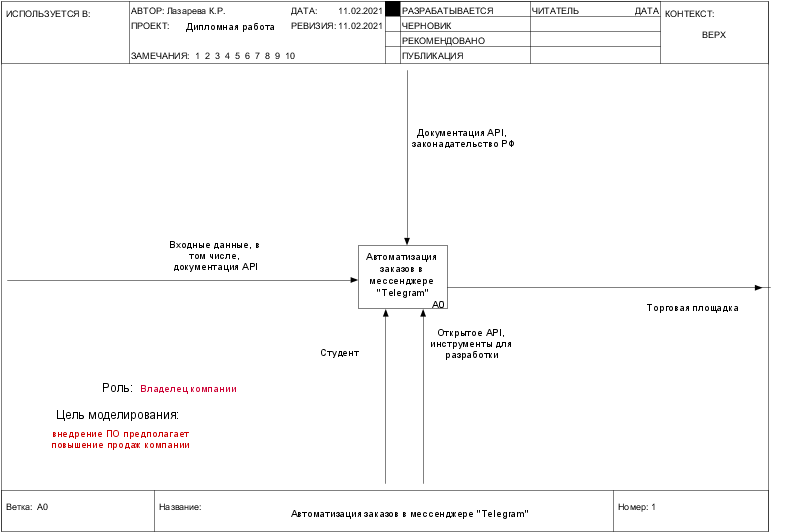 ИСПОЛЬЗУЕТСЯ В:
АВТОР: Лазарева К.Р.
ДАТА: 11.02.2021
ПРОЕКТ: Дипломная работа
РЕВИЗИЯ: 11.02.2021
ЗАМЕЧАНИЯ: 1 2 3 4 5 6 7 8 9 10
РАЗРАБАТЫВАЕТСЯ
ЧЕРНОВИК
РЕКОМЕНДОВАНО
ПУБЛИКАЦИЯ
ЧИТАТЕЛЬ ДАТА
КОНТЕКСТ:
ВЕРХ
Документация API,
законадательство РФ
Входные данные, в
том числе,
документация API
Автоматизация
заказов в
мессенджере
"Telegram"
A0
Торговая площадка
Студент
Открытое API,
инструменты для
разработки
Роль: Владелец компании
Цель моделирования:
внедрение ПО предполагает
повышение продаж компании
Ветка: A0
Название: Автоматизация заказов в мессенджере "Telegram"
Номер: 1